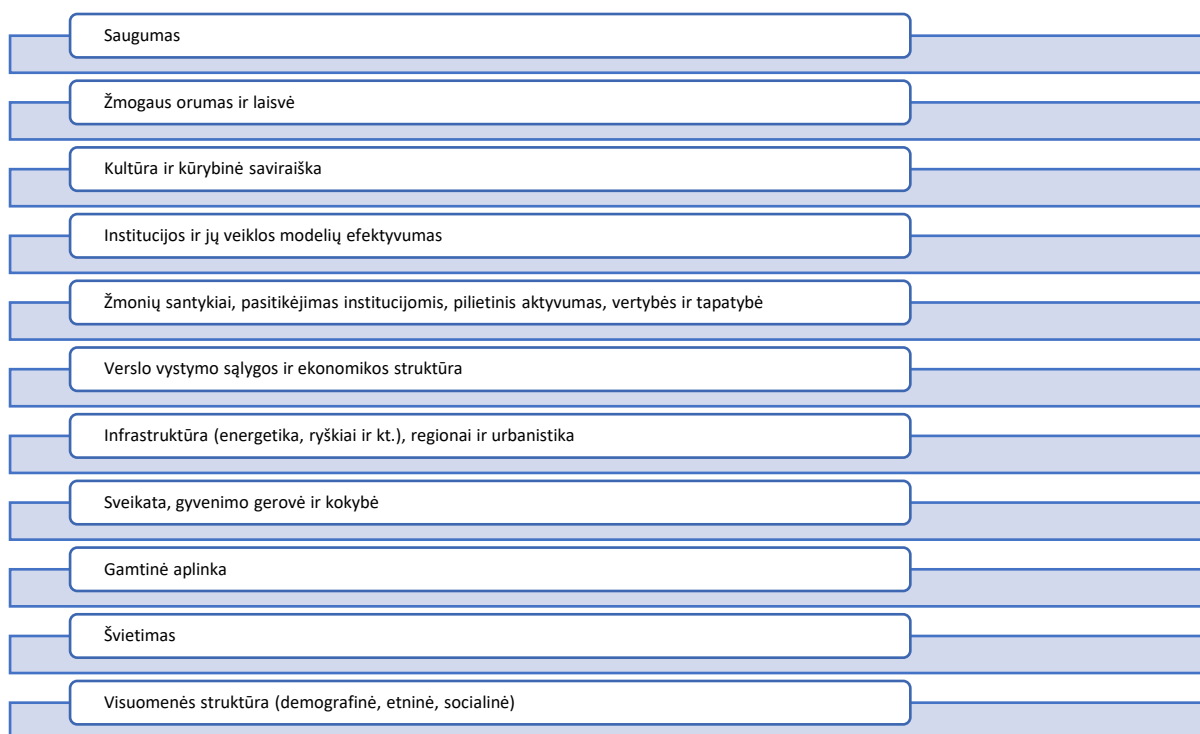 Saugumas
Žmogaus orumas ir laisvė
Kultūra ir kūrybinė saviraiška
Institucijos ir jų veiklos modelių efektyvumas
Žmonių santykiai, pasitikėjimas institucijomis, pilietinis aktyvumas, vertybės ir tapatybė
Verslo vystymo sąlygos ir ekonomikos struktūra
Infrastruktūra (energetika, ryškiai ir kt.), regionai ir urbanistika
Sveikata, gyvenimo gerovė ir kokybė
Gamtinė aplinka
Švietimas
Visuomenės struktūra (demografinė, etninė, socialinė)